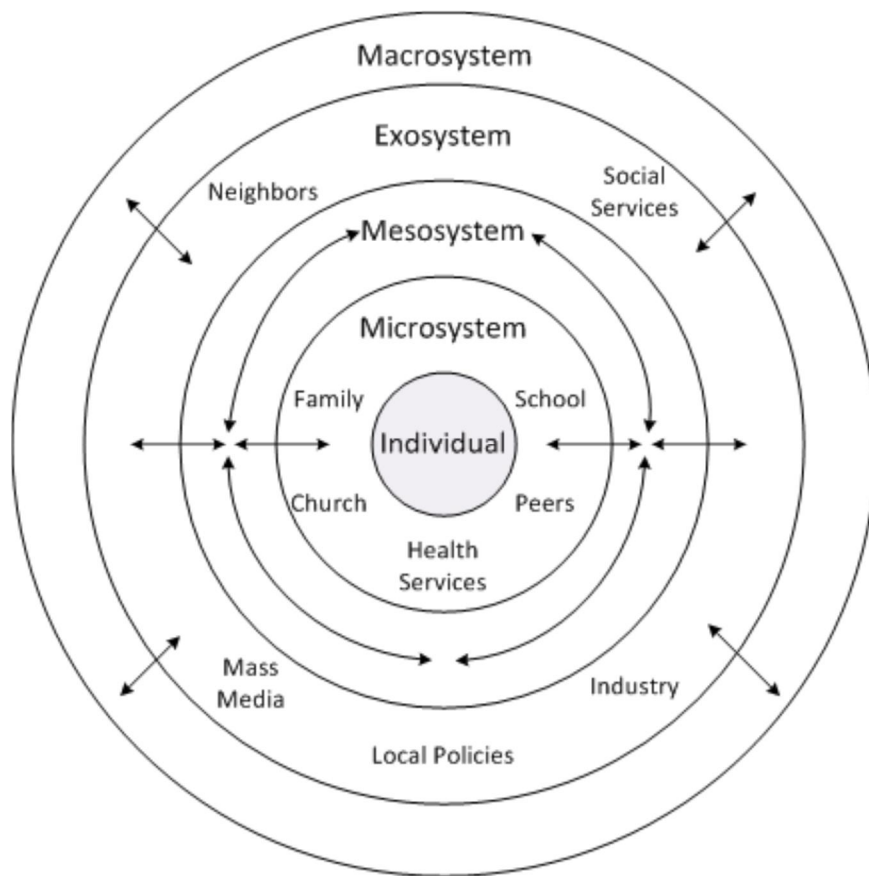 Macrosystem
Exosystem
Neighbors
Social
Services
Mesosystem
Microsystem
Family
School
Individual
Church
Peers
Health
Services
Mass
Media
Industry
Local Policies